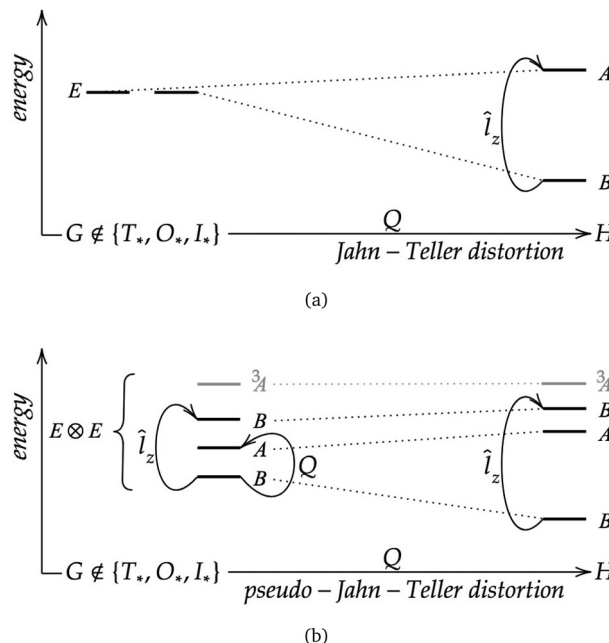 energy
E
A
l̂z
B
G ∉ {T*, O*, I*}
Q
H
Jahn – Teller distortion
(a)
energy
³A
³A
E ⊗ E
B
B
l̂z
A
Q
A
l̂z
B
B
G ∉ {T*, O*, I*}
Q
H
pseudo – Jahn – Teller distortion
(b)